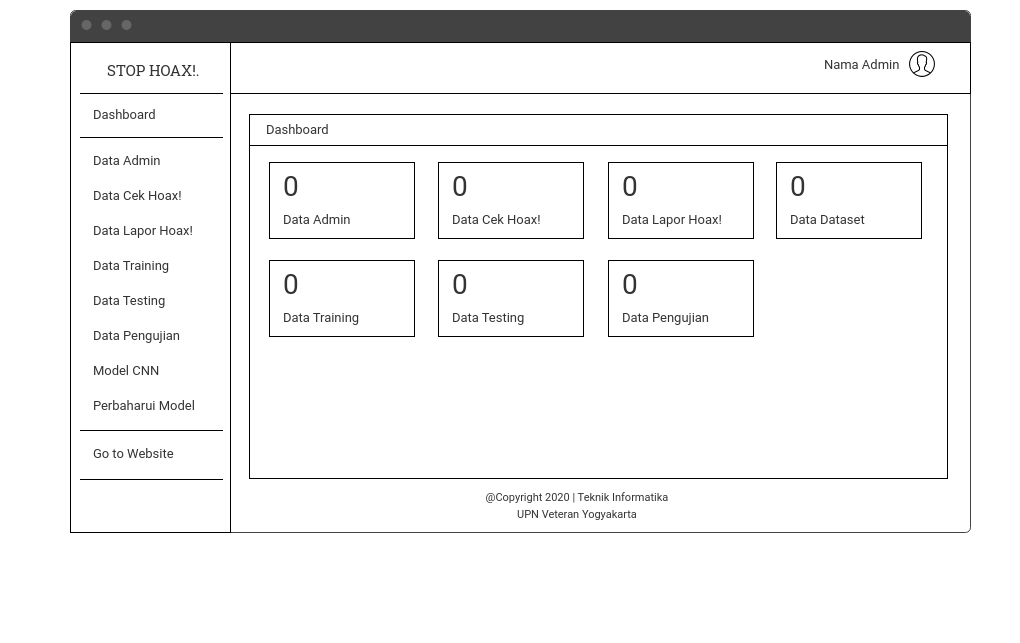 STOP HOAX!.
Nama Admin
Dashboard
Data Admin
Data Cek Hoax!
Data Lapor Hoax!
Data Training
Data Testing
Data Pengujian
Model CNN
Perbaharui Model
Go to Website
Dashboard
0
Data Admin
0
Data Cek Hoax!
0
Data Lapor Hoax!
0
Data Dataset
0
Data Training
0
Data Testing
0
Data Pengujian
@Copyright 2020 | Teknik Informatika
UPN Veteran Yogyakarta